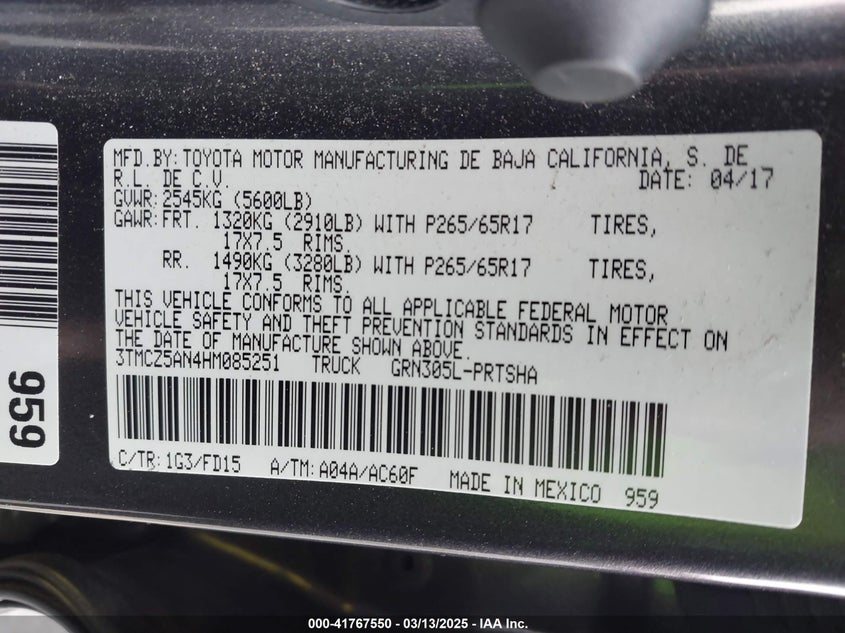 MFD.BY:TOYOTA MOTOR MANUFACTURING DE BAJA CALIFORNIA, S. DE
R.L. DE C.V. DATE: 04/17
GVWR:2545KG (5600LB)
GAWR:FRT. 1320KG (2910LB) WITH P265/65R17 TIRES,
17X7.5 RIMS.
RR. 1490KG (3280LB) WITH P265/65R17 TIRES,
17X7.5 RIMS.
THIS VEHICLE CONFORMS TO ALL APPLICABLE FEDERAL MOTOR
VEHICLE SAFETY AND THEFT PREVENTION STANDARDS IN EFFECT ON
THE DATE OF MANUFACTURE SHOWN ABOVE.
3TMCZ5AN4HM085251 TRUCK GRN305L-PRTSHA
C/TR:1G3/FD15 A/TM:A04A/AC60F MADE IN MEXICO 959
959
000-41767550 - 03/13/2025 - IAA Inc.